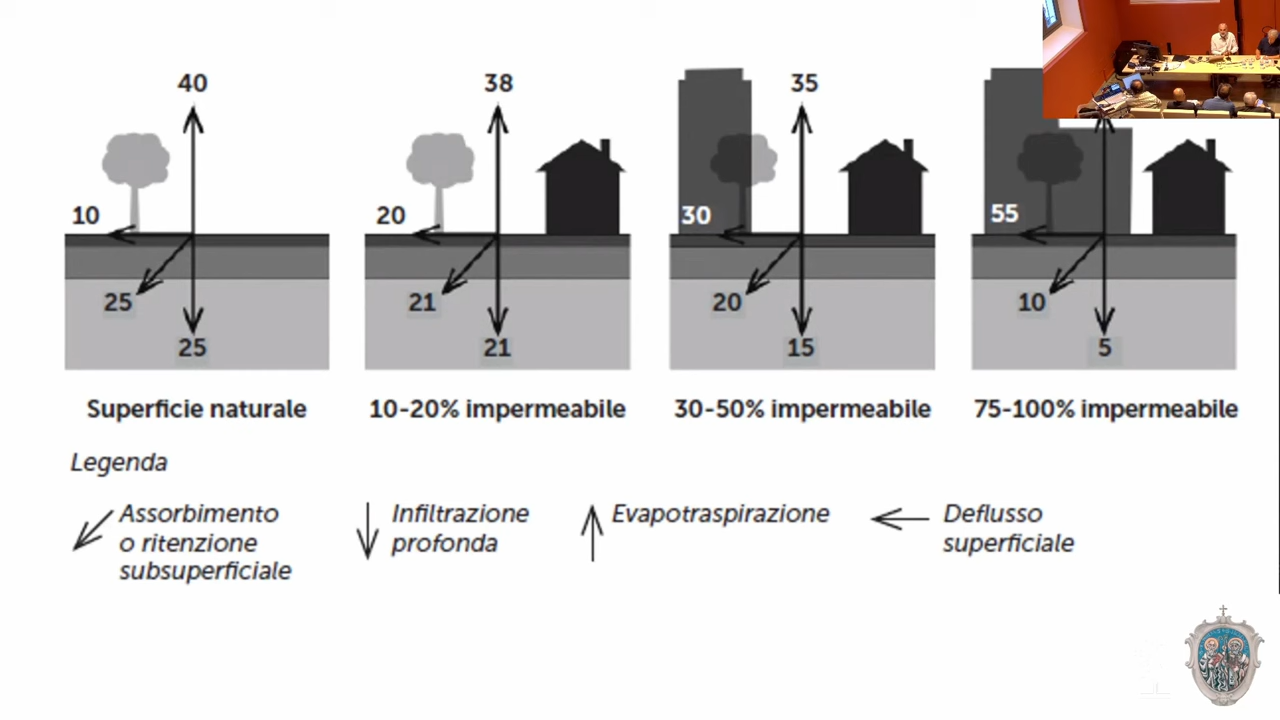 40
38
35
10
20
30
55
25
21
20
10
25
21
15
5
Superficie naturale
10-20% impermeabile
30-50% impermeabile
75-100% impermeabile
Legenda
Assorbimento
o ritenzione
subsuperficiale
Infiltrazione
profonda
Evapotraspirazione
Deflusso
superficiale